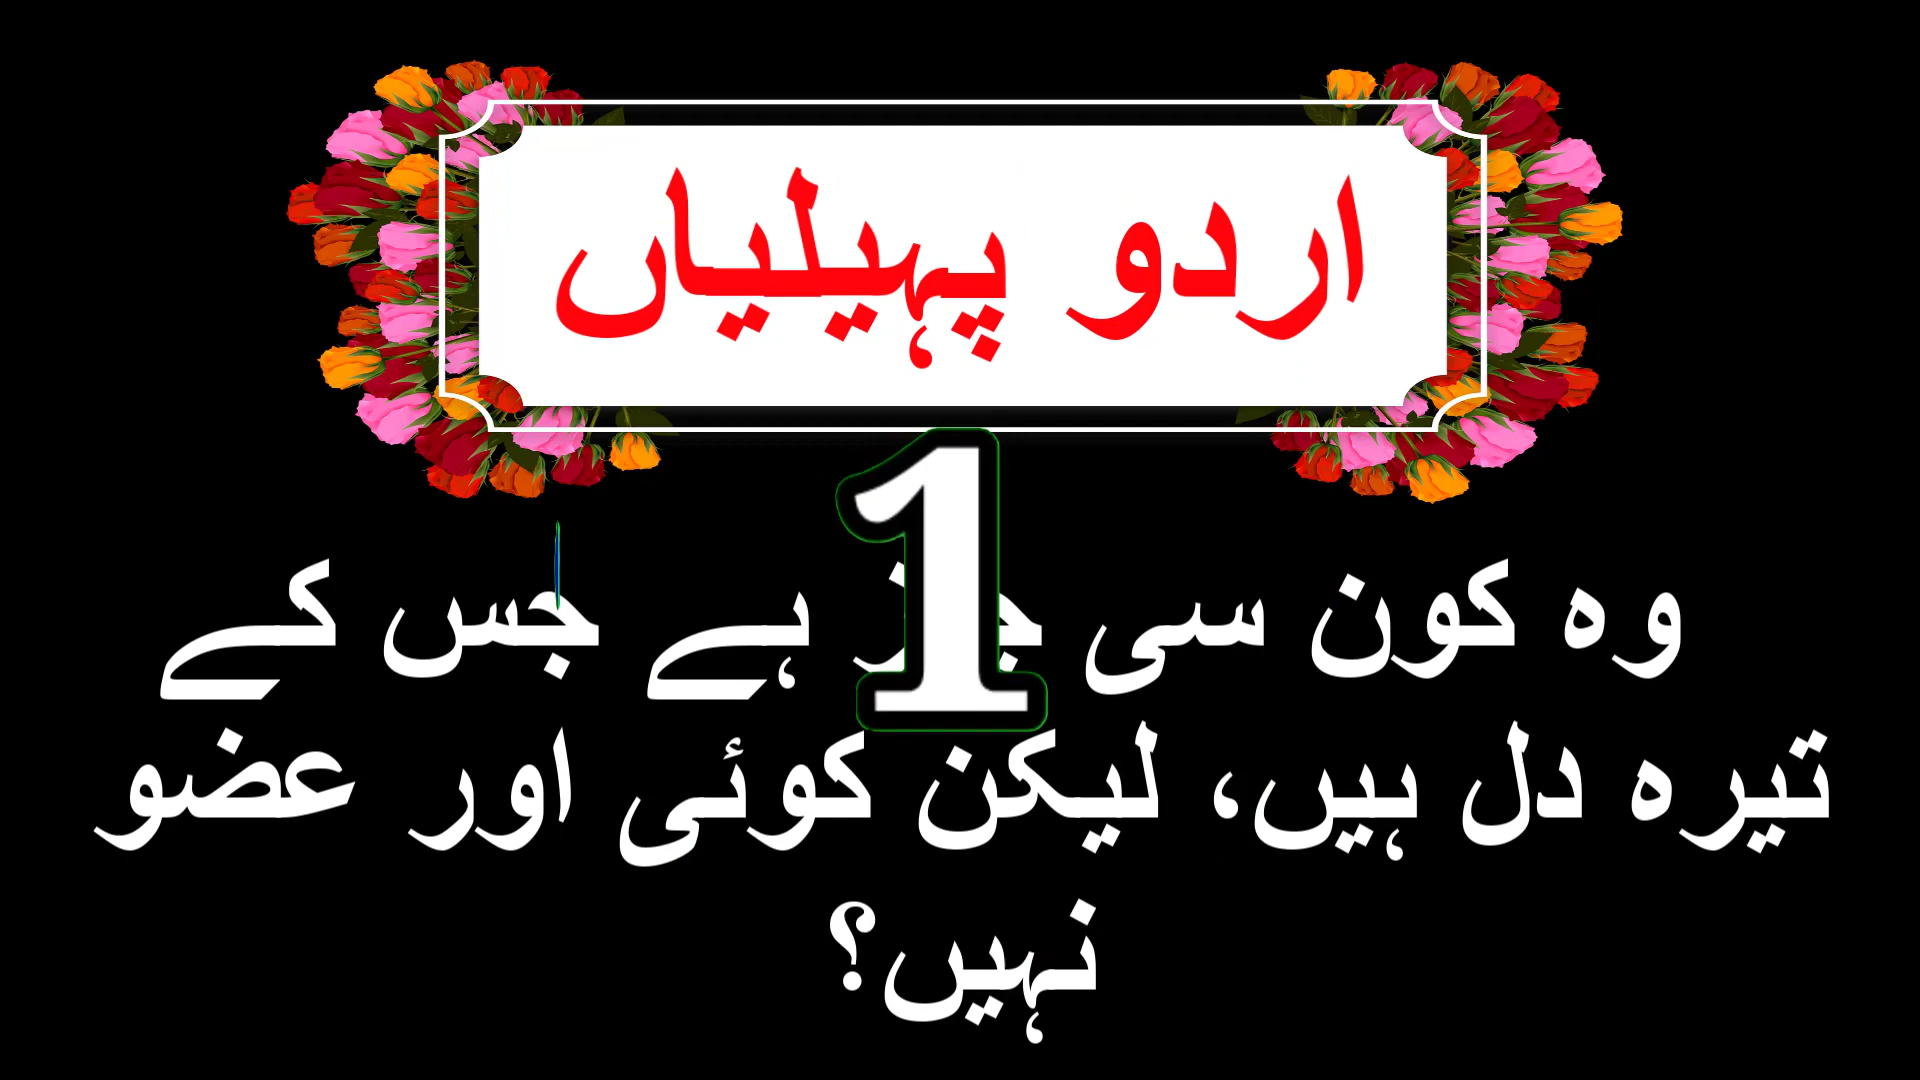 اردو پہیلیاں
1
وہ کون سی ہے جس کے
تیرہ دل ہیں، لیکن کوئی اور عضو
نہیں؟